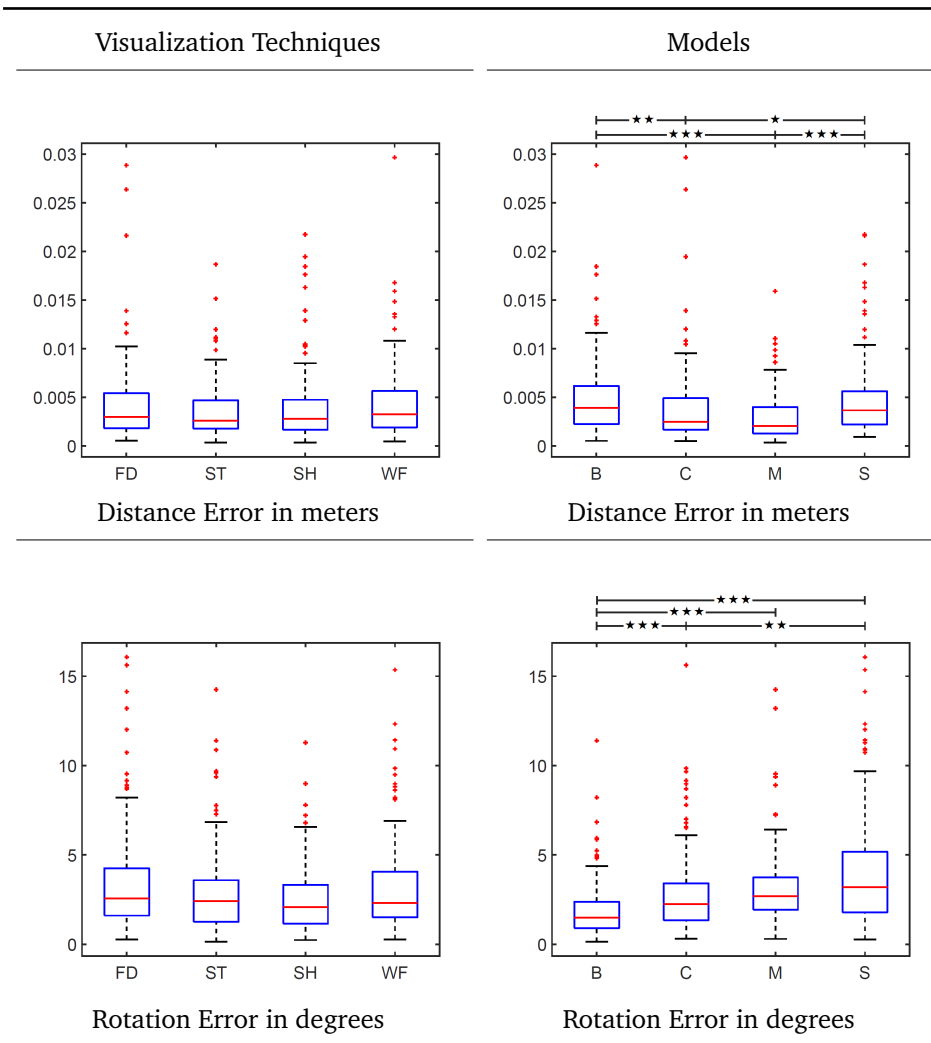 Visualization Techniques
Models
★★ ★
★★★ ★★★
0.03
0.025
0.02
0.015
0.01
0.005
0
FD ST SH WF
Distance Error in meters
0.03
0.025
0.02
0.015
0.01
0.005
0
B C M S
Distance Error in meters
15
10
5
0
FD ST SH WF
Rotation Error in degrees
★★★
★★★
★★★ ★★
15
10
5
0
B C M S
Rotation Error in degrees